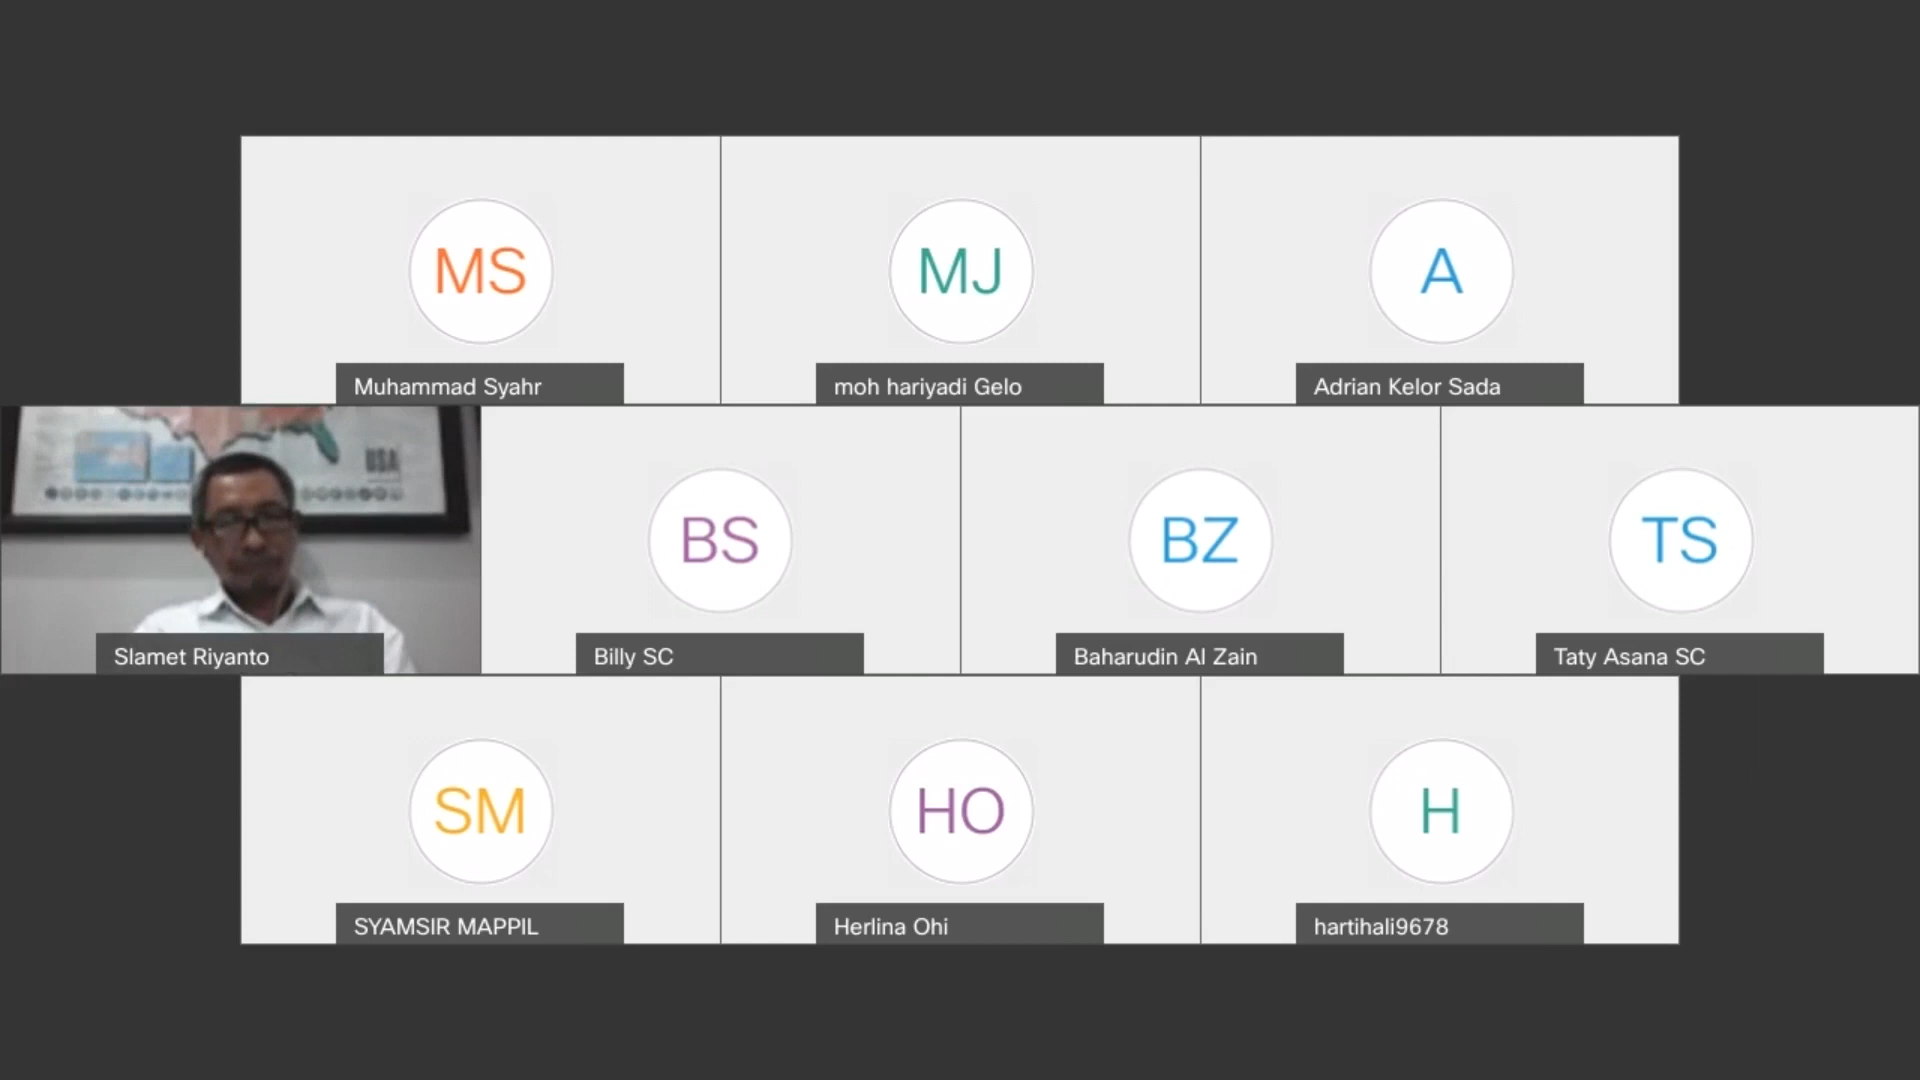 MS
Muhammad Syahr
MJ
moh hariyadi Gelo
A
Adrian Kelor Sada
USA
Slamet Riyanto
BS
Billy SC
BZ
Baharudin Al Zain
TS
Taty Asana SC
SM
SYAMSIR MAPPIL
HO
Herlina Ohi
H
hartihali9678